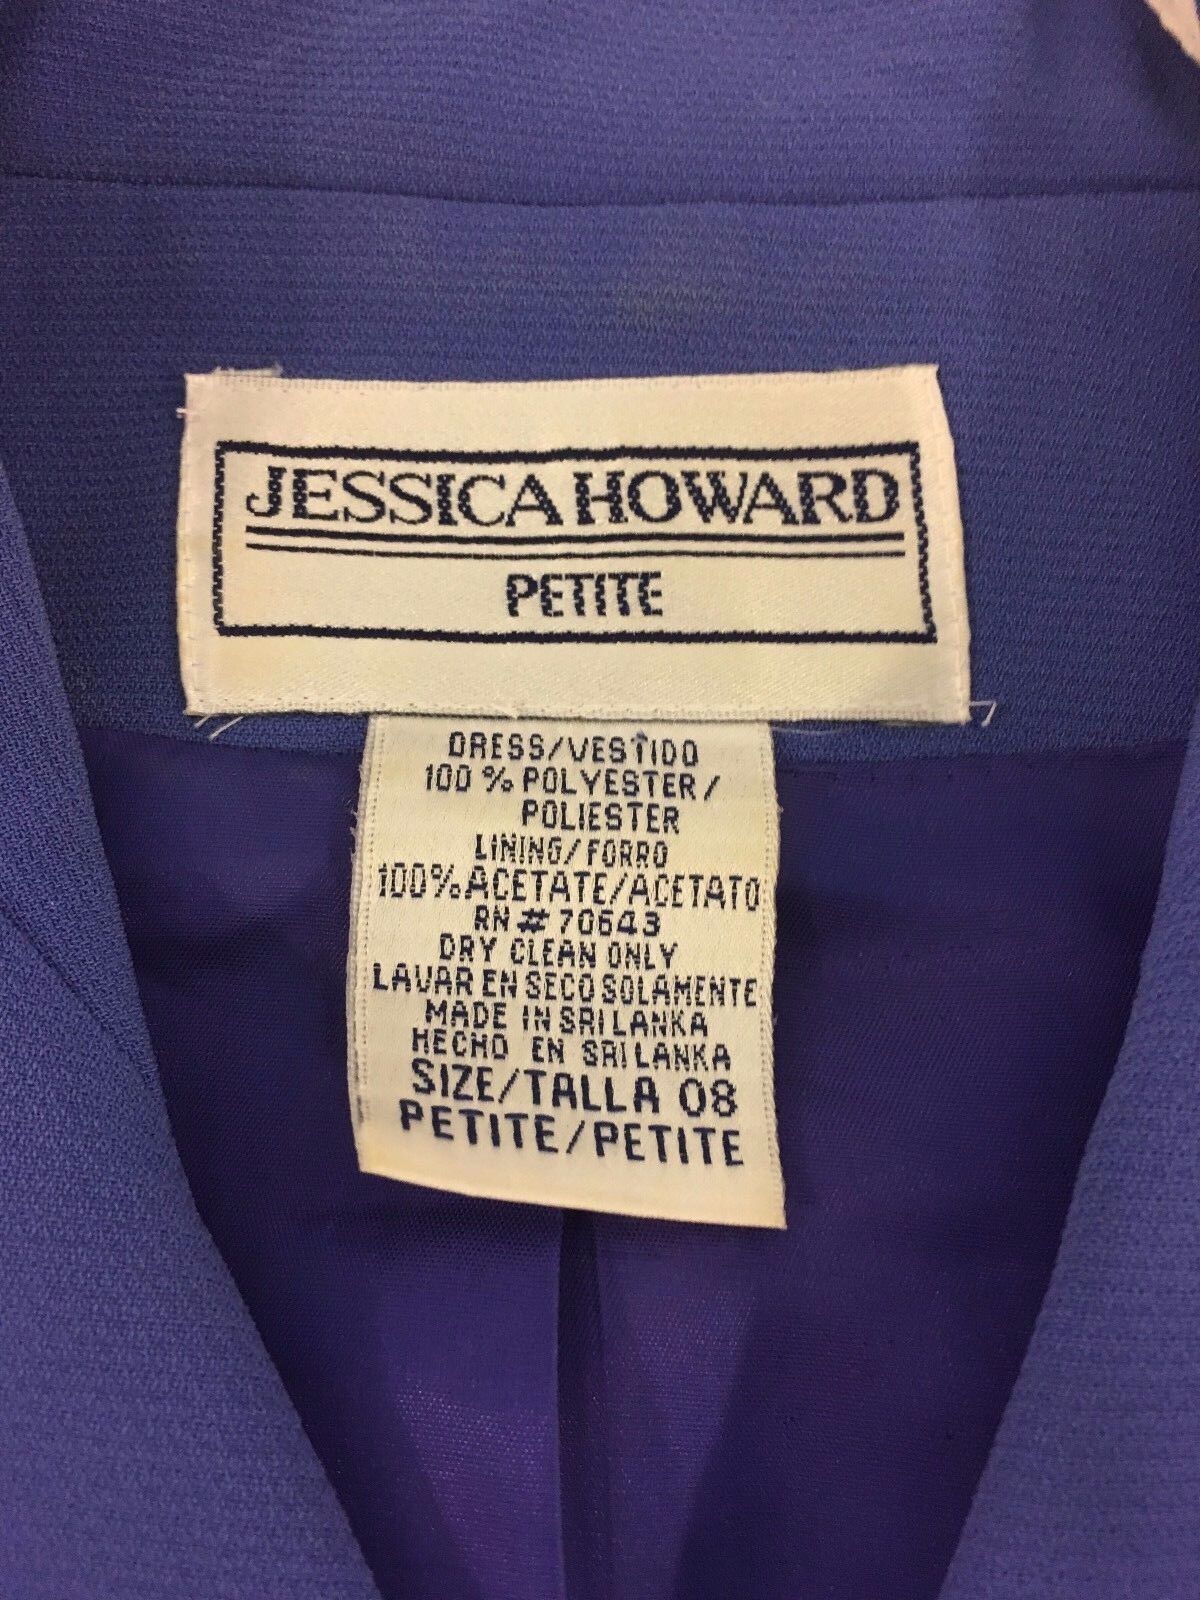 JESSICA HOWARD
PETITE
DRESS/VESTIDO
100 % POLYESTER/
POLIESTER
LINING/FORRO
100% ACETATE/ACETATO
RN # 70643
DRY CLEAN ONLY
LAVAR EN SECO SOLAMENTE
MADE IN SRI LANKA
HECHO EN SRI LANKA
SIZE/TALLA 08
PETITE/PETITE